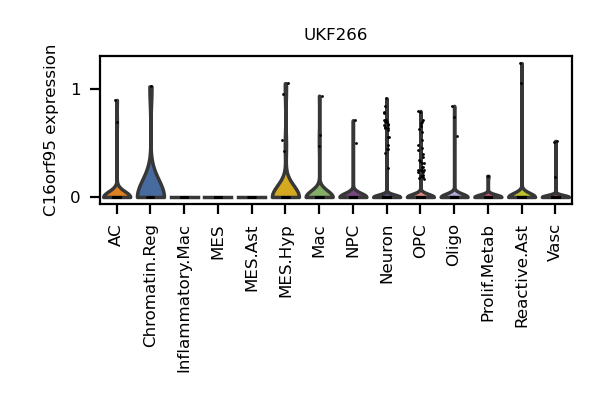 UKF266
C16orf95 expression
1
0
AC
Chromatin.Reg
Inflammatory.Mac
MES
MES.Ast
MES.Hyp
Mac
NPC
Neuron
OPC
Oligo
Prolif.Metab
Reactive.Ast
Vasc